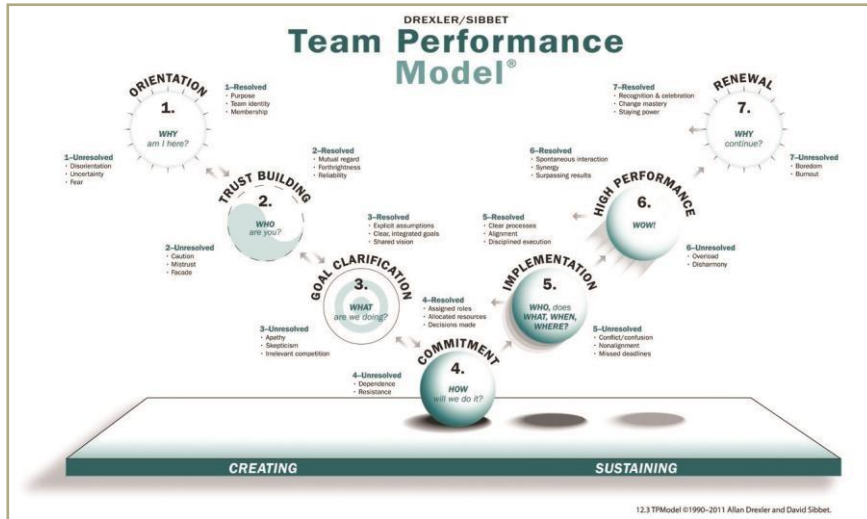 DREXLER/SIBBET
Team Performance
Model®
ORIENTATION
1.
WHY
am I here?
1–Resolved
· Purpose
· Team identity
· Membership
1–Unresolved
· Disorientation
· Uncertainty
· Fear
TRUST BUILDING
2.
WHO
are you?
2–Resolved
· Mutual regard
· Forthrightness
· Reliability
2–Unresolved
· Caution
· Mistrust
· Facade
GOAL CLARIFICATION
3.
WHAT
are we doing?
3–Resolved
· Explicit assumptions
· Clear, integrated goals
· Shared vision
3–Unresolved
· Apathy
· Skepticism
· Irrelevant competition
COMMITMENT
4.
HOW
will we do it?
4–Resolved
· Assigned roles
· Allocated resources
· Decisions made
4–Unresolved
· Dependence
· Resistance
IMPLEMENTATION
5.
WHO, does
WHAT, WHEN,
WHERE?
5–Resolved
· Clear processes
· Alignment
· Disciplined execution
5–Unresolved
· Conflict/confusion
· Nonalignment
· Missed deadlines
HIGH PERFORMANCE
6.
WOW!
6–Resolved
· Spontaneous interaction
· Synergy
· Surpassing results
6–Unresolved
· Overload
· Disharmony
RENEWAL
7.
WHY
continue?
7–Resolved
· Recognition & celebration
· Change mastery
· Staying power
7–Unresolved
· Boredom
· Burnout
CREATING
SUSTAINING
12.3 TPModel ©1990–2011 Allan Drexler and David Sibbet.